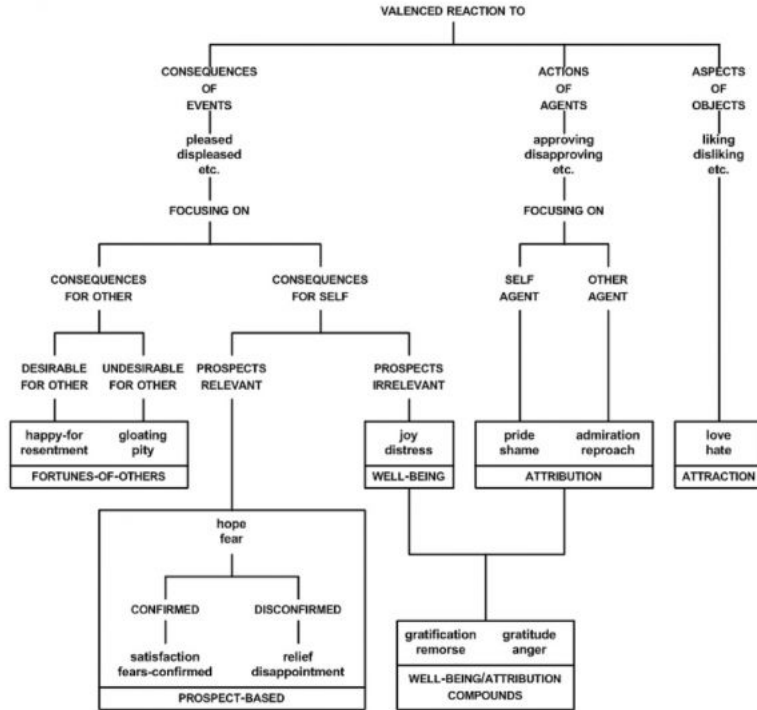 VALENCED REACTION TO
CONSEQUENCES
OF
EVENTS
ACTIONS
OF
AGENTS
ASPECTS
OF
OBJECTS
pleased
displeased
etc.
approving
disapproving
etc.
liking
disliking
etc.
FOCUSING ON
FOCUSING ON
CONSEQUENCES
FOR OTHER
CONSEQUENCES
FOR SELF
SELF
AGENT
OTHER
AGENT
DESIRABLE
FOR OTHER
UNDESIRABLE
FOR OTHER
PROSPECTS
RELEVANT
PROSPECTS
IRRELEVANT
happy-for
resentment
gloating
pity
FORTUNES-OF-OTHERS
joy
distress
WELL-BEING
pride
shame
admiration
reproach
ATTRIBUTION
love
hate
ATTRACTION
hope
fear
CONFIRMED
DISCONFIRMED
satisfaction
fears-confirmed
relief
disappointment
PROSPECT-BASED
gratification
remorse
gratitude
anger
WELL-BEING/ATTRIBUTION
COMPOUNDS